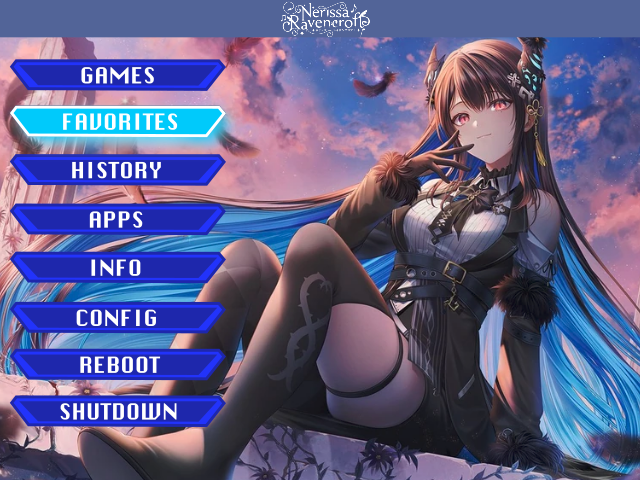 Nerissa
Ravencroft
GAMES
FAVORITES
HISTORY
APPS
INFO
CONFIG
REBOOT
SHUTDOWN